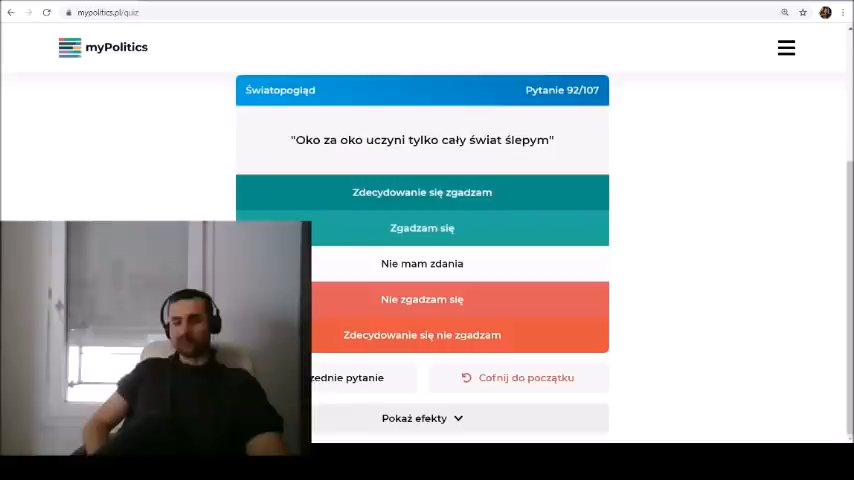 mypolitics.pl/quiz
myPolitics
Światopogląd
Pytanie 92/107
"Oko za oko uczyni tylko cały świat ślepym"
Zdecydowanie się zgadzam
Zgadzam się
Nie mam zdania
Nie zgadzam się
Zdecydowanie się nie zgadzam
zednie pytanie
Cofnij do początku
Pokaż efekty